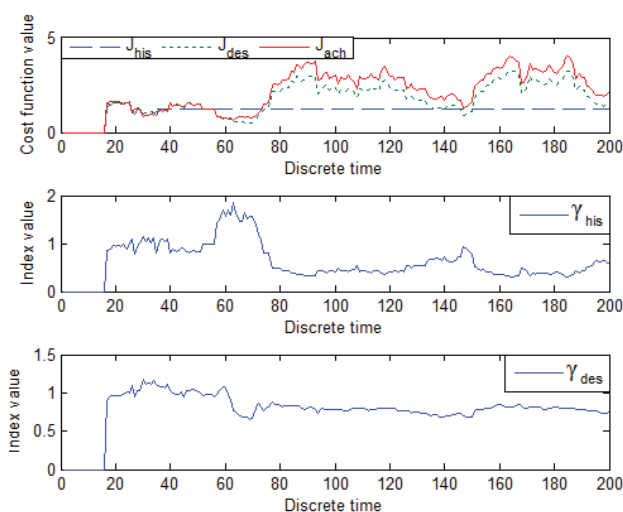 J_his J_des J_ach
Cost function value
5
0
0 20 40 60 80 100 120 140 160 180 200
Discrete time
Index value
2
1
0
γ_his
0 20 40 60 80 100 120 140 160 180 200
Discrete time
Index value
1.5
1
0.5
0
γ_des
0 20 40 60 80 100 120 140 160 180 200
Discrete time